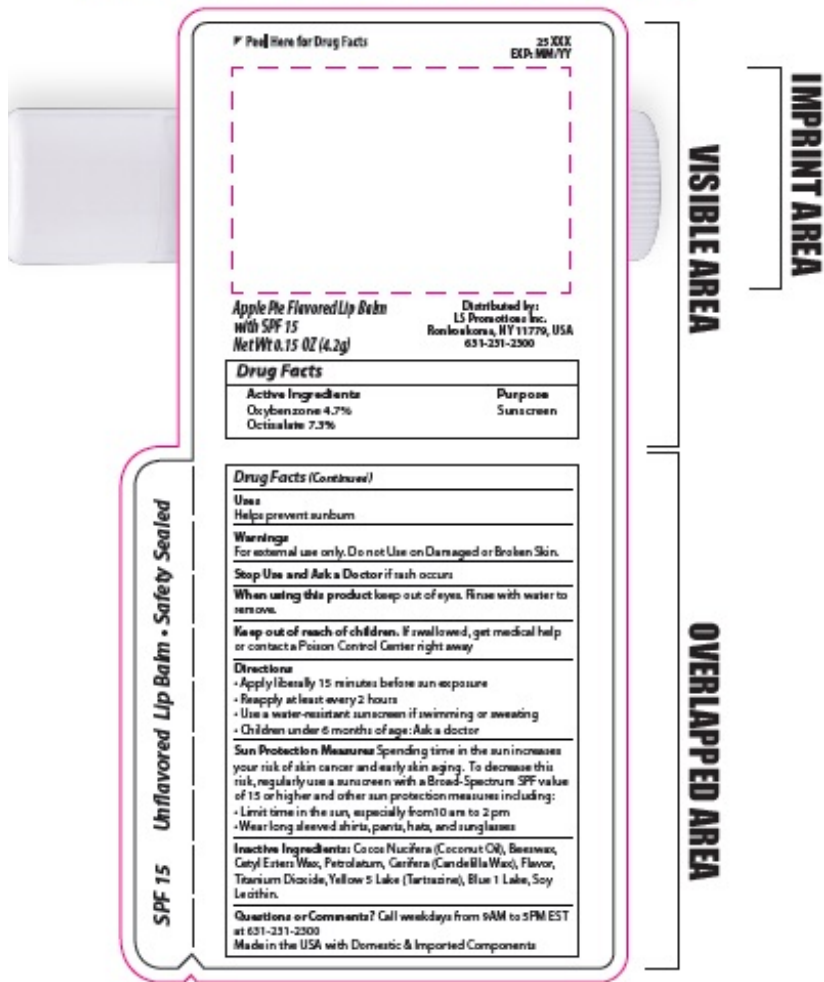 Peel Here for Drug Facts
25 XXX
EXP: MM/YY
Apple Pie Flavored Lip Balm
with SPF 15
Net Wt 0.15 OZ (4.2g)
Distributed by:
LS Promotions Inc.
Ronkonkoma, NY 11779, USA
631-231-2300
Drug Facts
Active Ingredients
Purpose
Oxybenzone 4.7%
Sunscreen
Octisalate 7.3%
Drug Facts (Continued)
Uses
Helps prevent sunburn
Warnings
For external use only. Do not Use on Damaged or Broken Skin.
Stop Use and Ask a Doctor if rash occurs
When using this product keep out of eyes. Rinse with water to
remove.
Keep out of reach of children. If swallowed, get medical help
or contact a Poison Control Center right away
Directions
• Apply liberally 15 minutes before sun exposure
• Reapply at least every 2 hours
• Use a water-resistant sunscreen if swimming or sweating
• Children under 6 months of age: Ask a doctor
Sun Protection Measures Spending time in the sun increases
your risk of skin cancer and early skin aging. To decrease this
risk, regularly use a sunscreen with a Broad-Spectrum SPF value
of 15 or higher and other sun protection measures including:
• Limit time in the sun, especially from10 am to 2 pm
• Wear long sleeved shirts, pants, hats, and sunglasses
Inactive Ingredients: Cocos Nucifera (Coconut Oil), Beeswax,
Cetyl Esters Wax, Petrolatum, Cerifera (Candelilla Wax), Flavor,
Titanium Dioxide, Yellow 5 Lake (Tartrazine), Blue 1 Lake, Soy
Lecithin.
Questions or Comments? Call weekdays from 9AM to 5PM EST
at 631-231-2300
Made in the USA with Domestic & Imported Components
SPF 15 Unflavored Lip Balm • Safety Sealed
IMPRINT AREA
VISIBLE AREA
OVERLAPPED AREA